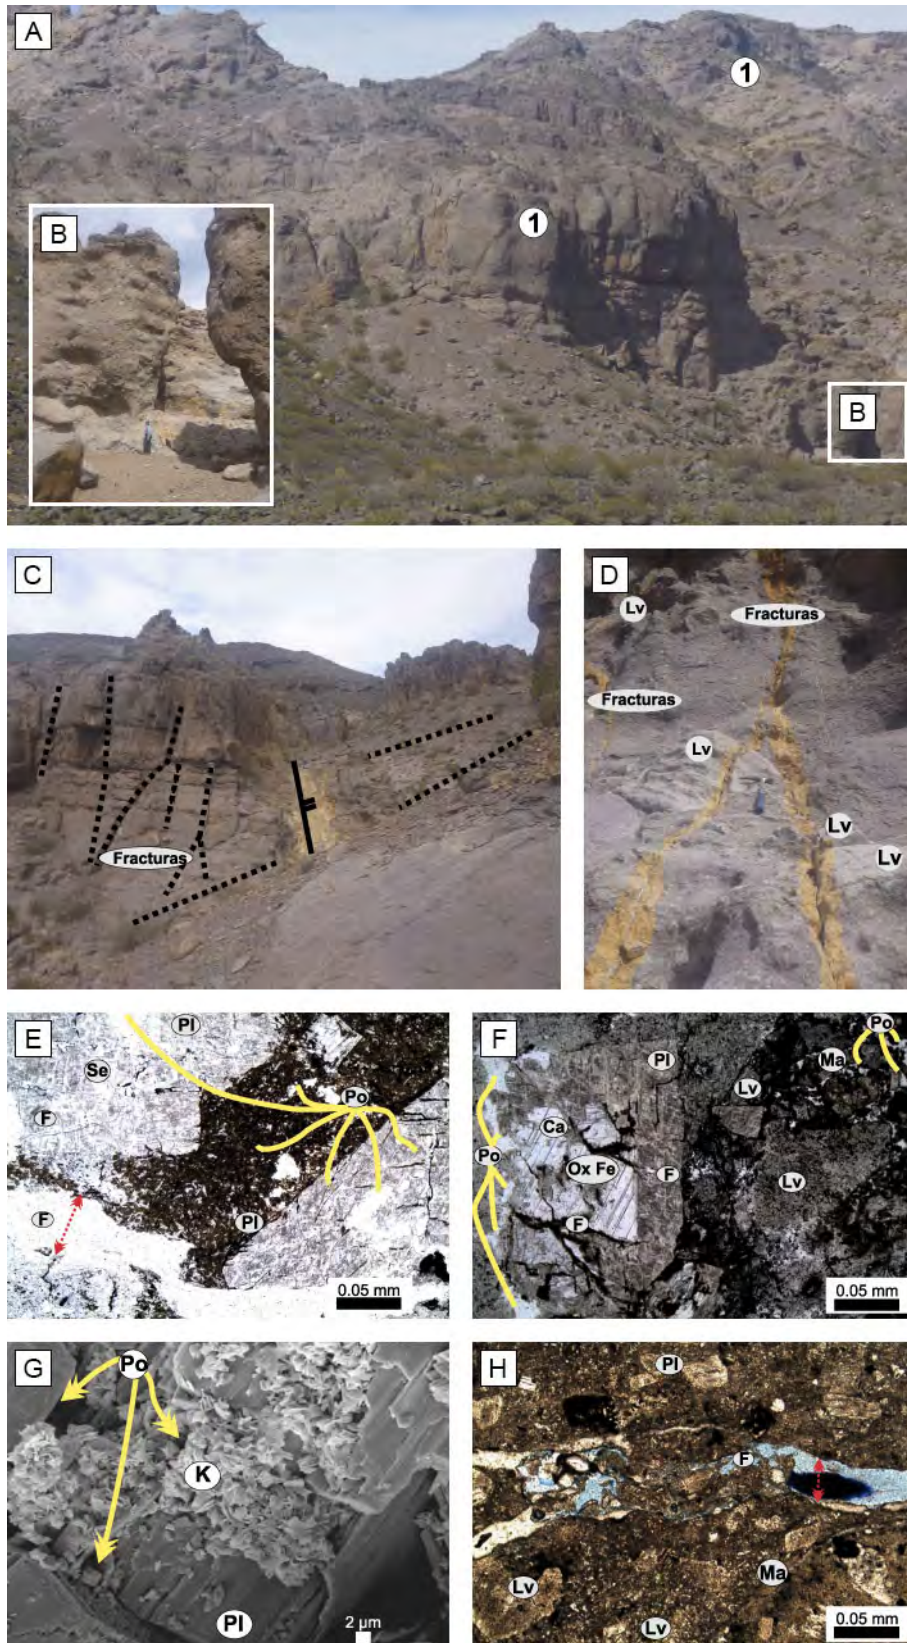 A
1
1
B
B
C
Fracturas
D
Lv
Fracturas
Fracturas
Lv
Lv
Lv
E
Pl
Se
Po
F
F
Pl
0.05 mm
F
Po
Pl
Ma
Lv
Ca
Po
Ox Fe
F
Lv
F
0.05 mm
G
Po
K
Pl
2 µm
H
Pl
F
Ma
Lv
Lv
0.05 mm